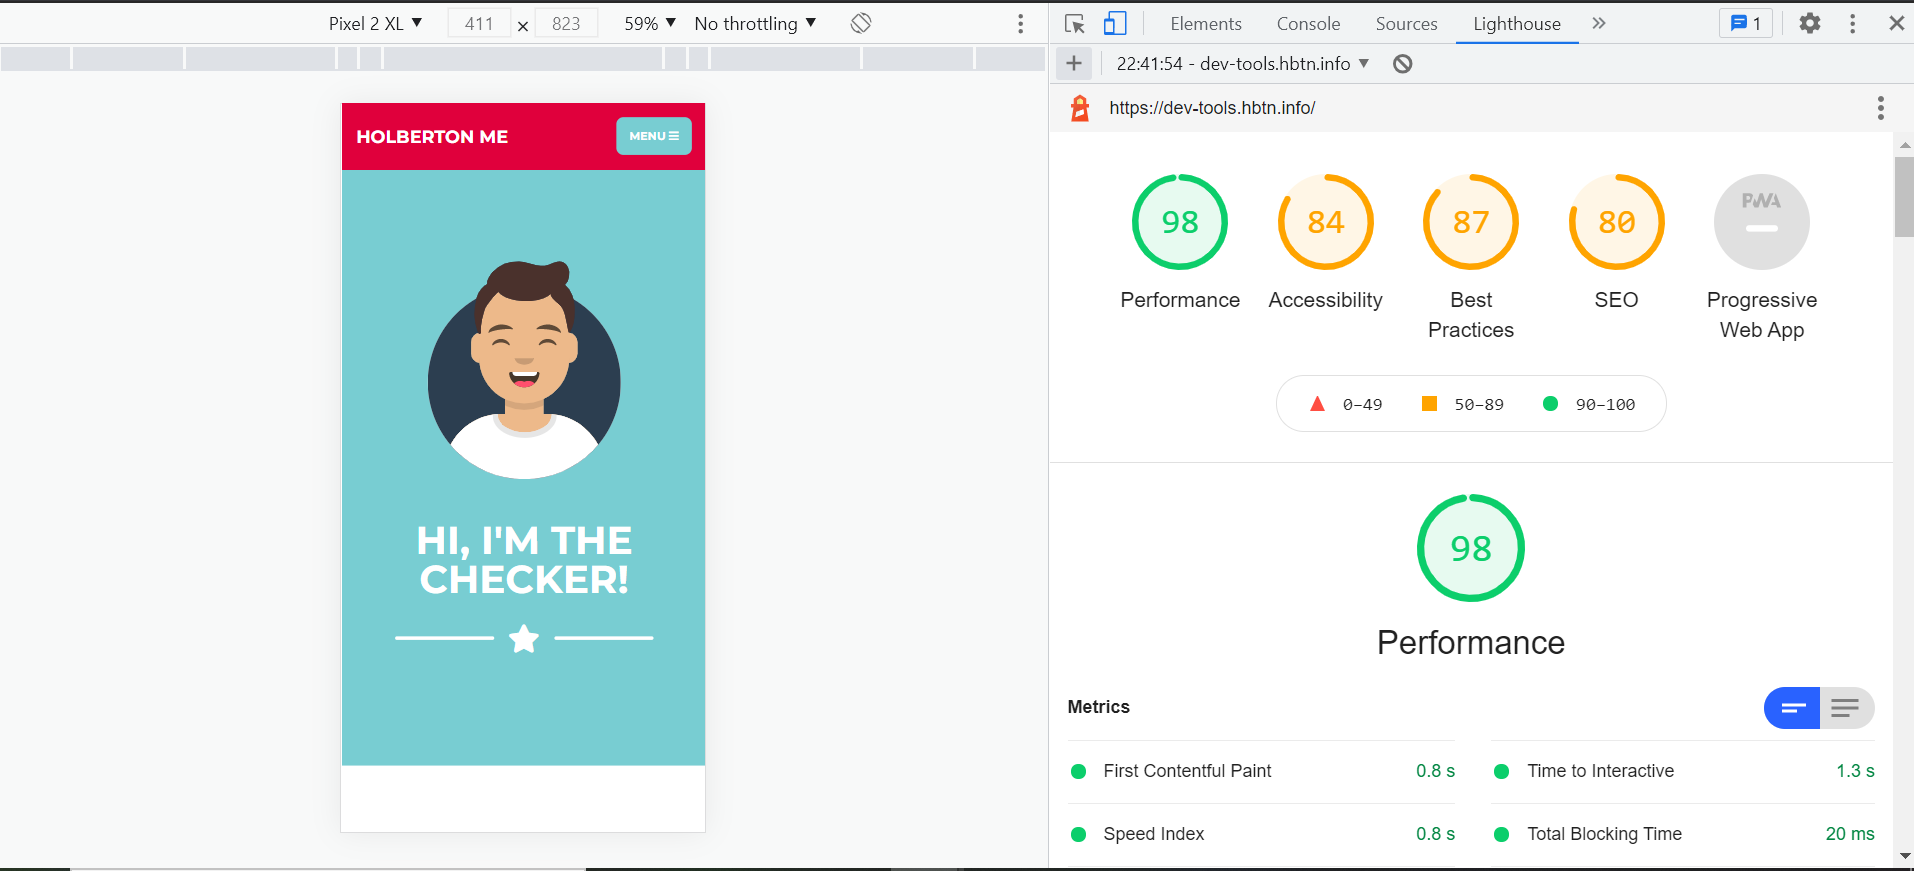 Pixel 2 XL ▼ 411 × 823 59% ▼ No throttling ▼
HOLBERTON ME
MENU
HI, I'M THE
CHECKER!
Elements Console Sources Lighthouse » 1
+ 22:41:54 - dev-tools.hbtn.info ▼
https://dev-tools.hbtn.info/
98 84 87 80 PWA
Performance Accessibility Best Practices SEO Progressive Web App
0–49 50–89 90–100
98
Performance
Metrics
First Contentful Paint 0.8 s
Time to Interactive 1.3 s
Speed Index 0.8 s
Total Blocking Time 20 ms